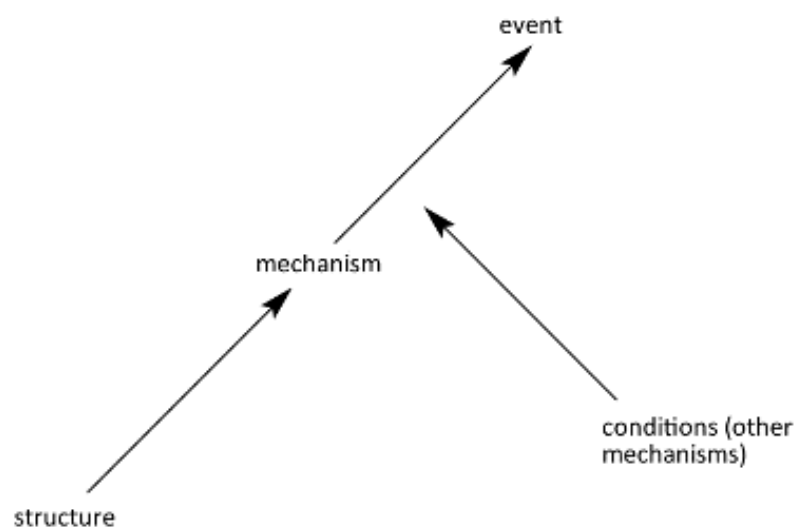 event
mechanism
conditions (other
mechanisms)
structure